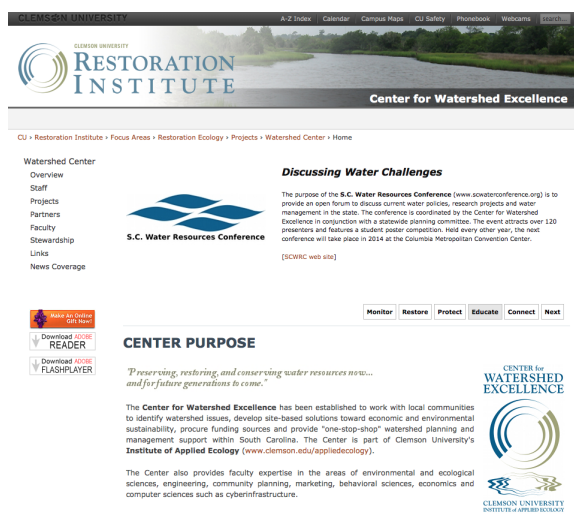 CLEMSON UNIVERSITY
A-Z Index Calendar Campus Maps CU Safety Phonebook Webcams search...
CLEMSON UNIVERSITY
RESTORATION
INSTITUTE
Center for Watershed Excellence
CU › Restoration Institute › Focus Areas › Restoration Ecology › Projects › Watershed Center › Home
Watershed Center
Overview
Staff
Projects
Partners
Faculty
Stewardship
Links
News Coverage
S.C. Water Resources Conference
Discussing Water Challenges
The purpose of the S.C. Water Resources Conference (www.scwaterconference.org) is to
provide an open forum to discuss current water policies, research projects and water
management in the state. The conference is coordinated by the Center for Watershed
Excellence in conjunction with a statewide planning committee. The event attracts over 120
presenters and features a student poster competition. Held every other year, the next
conference will take place in 2014 at the Columbia Metropolitan Convention Center.
[SCWRC web site]
Monitor Restore Protect Educate Connect Next
Make An Online
Gift Now!
Download ADOBE
READER
Download ADOBE
FLASHPLAYER
CENTER PURPOSE
"Preserving, restoring, and conserving water resources now...
and for future generations to come."
The Center for Watershed Excellence has been established to work with local communities
to identify watershed issues, develop site-based solutions toward economic and environmental
sustainability, procure funding sources and provide "one-stop-shop" watershed planning and
management support within South Carolina. The Center is part of Clemson University's
Institute of Applied Ecology (www.clemson.edu/appliedecology).
The Center also provides faculty expertise in the areas of environmental and ecological
sciences, engineering, community planning, marketing, behavioral sciences, economics and
computer sciences such as cyberinfrastructure.
CENTER for
WATERSHED
EXCELLENCE
CLEMSON UNIVERSITY
INSTITUTE of APPLIED ECOLOGY